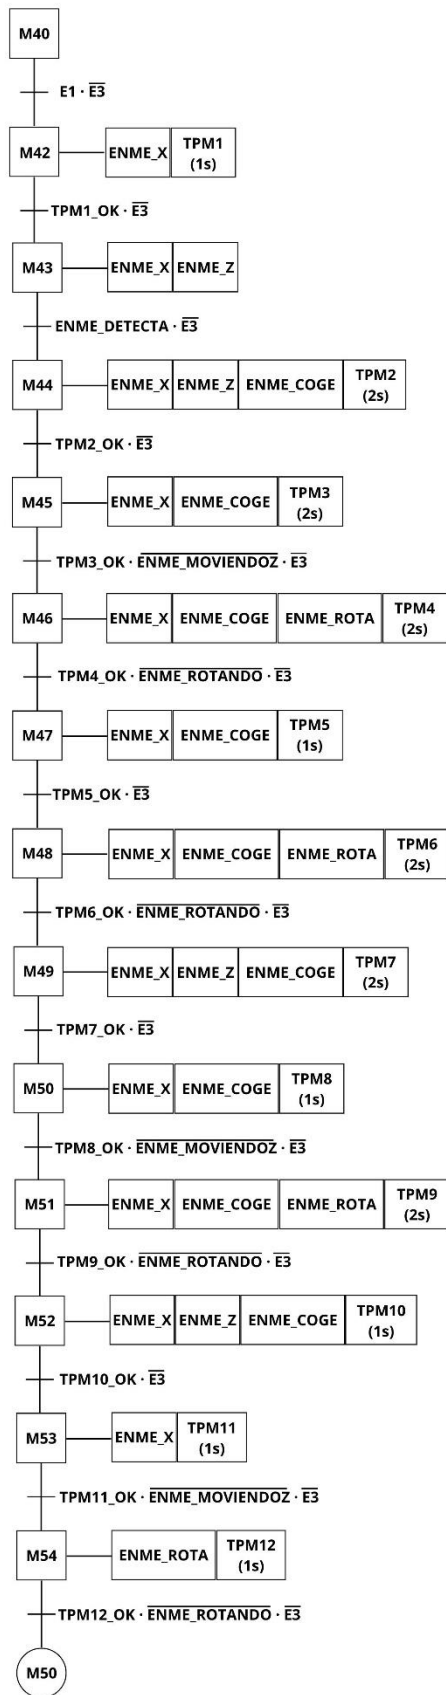 M40
E1 · E3
M42 ENME_X TPM1
(1s)
TPM1_OK · E3
M43 ENME_X ENME_Z
ENME_DETECTA · E3
M44 ENME_X ENME_Z ENME_COGE TPM2
(2s)
TPM2_OK · E3
M45 ENME_X ENME_COGE TPM3
(2s)
TPM3_OK · ENME_MOVIENDOZ · E3
M46 ENME_X ENME_COGE ENME_ROTA TPM4
(2s)
TPM4_OK · ENME_ROTANDO · E3
M47 ENME_X ENME_COGE TPM5
(1s)
TPM5_OK · E3
M48 ENME_X ENME_COGE ENME_ROTA TPM6
(2s)
TPM6_OK · ENME_ROTANDO · E3
M49 ENME_X ENME_Z ENME_COGE TPM7
(2s)
TPM7_OK · E3
M50 ENME_X ENME_COGE TPM8
(1s)
TPM8_OK · ENME_MOVIENDOZ · E3
M51 ENME_X ENME_COGE ENME_ROTA TPM9
(2s)
TPM9_OK · ENME_ROTANDO · E3
M52 ENME_X ENME_Z ENME_COGE TPM10
(1s)
TPM10_OK · E3
M53 ENME_X TPM11
(1s)
TPM11_OK · ENME_MOVIENDOZ · E3
M54 ENME_ROTA TPM12
(1s)
TPM12_OK · ENME_ROTANDO · E3
M50